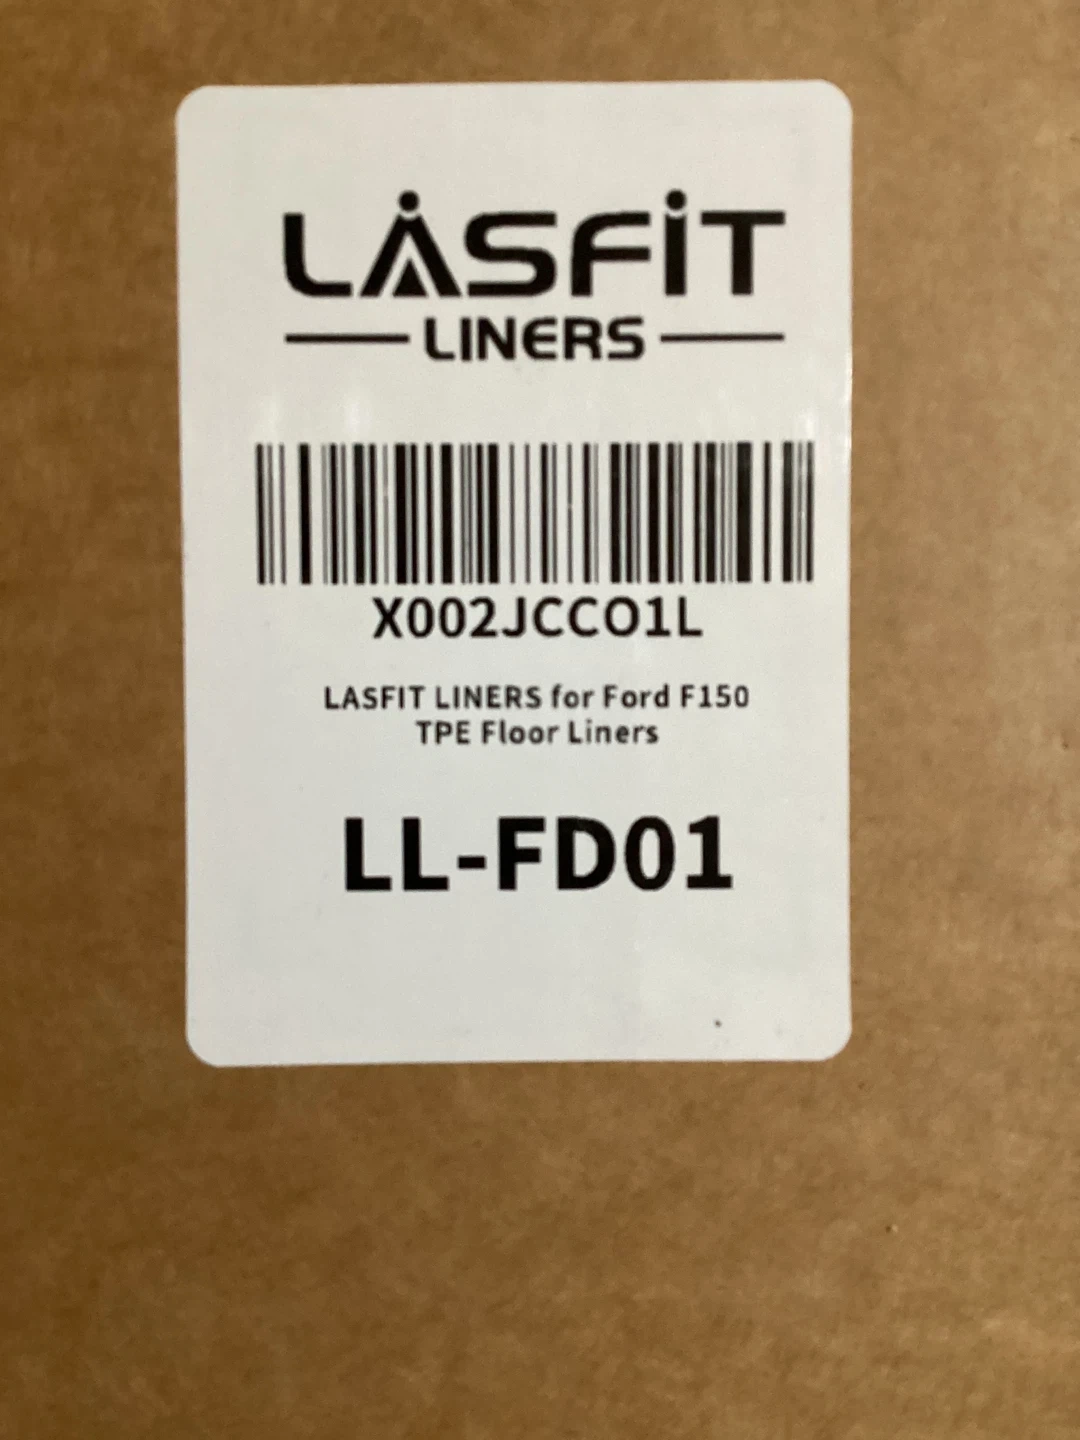 LASFIT
LINERS
X002JCCO1L
LASFIT LINERS for Ford F150
TPE Floor Liners
LL-FD01